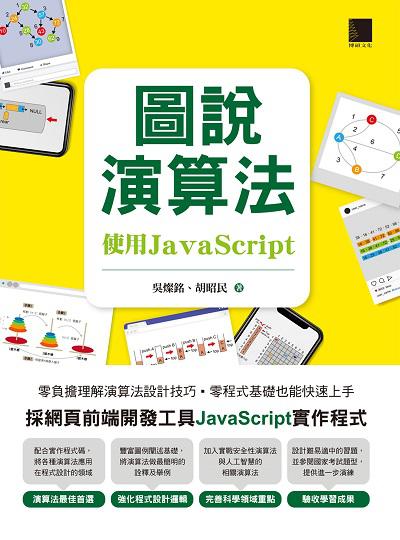 博碩文化
圖說
演算法
使用JavaScript
吳燦銘、胡昭民 著
NULL
零負擔理解演算法設計技巧・零程式基礎也能快速上手
採網頁前端開發工具JavaScript實作程式
配合實作程式碼，
將各種演算法應用
在程式設計的領域
演算法最佳首選
豐富圖例闡述基礎，
將演算法做最簡明的
詮釋及舉例
強化程式設計邏輯
加入實戰安全性演算法
與人工智慧的
相關演算法
完善科學領域重點
設計難易適中的習題，
並參閱國家考試題型，
提供進一步演練
驗收學習成果